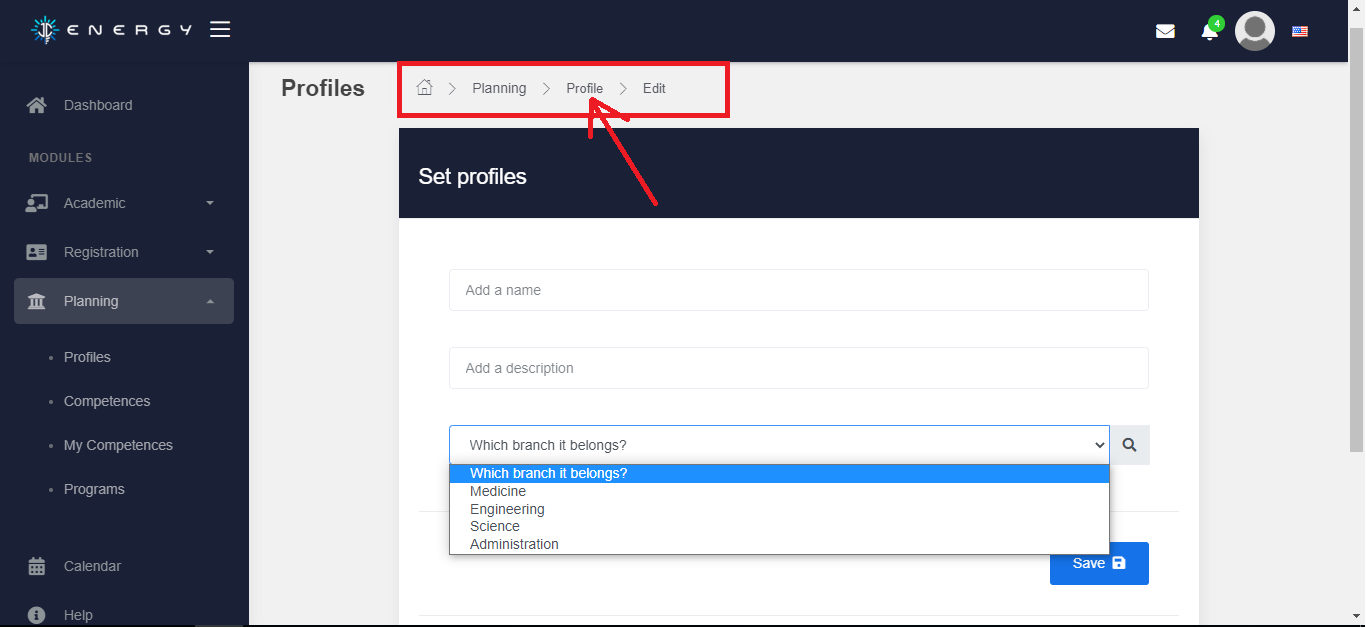 ENERGY
4
Dashboard
MODULES
Academic
Registration
Planning
Profiles
Competences
My Competences
Programs
Calendar
Help
Profiles
Planning
Profile
Edit
Set profiles
Add a name
Add a description
Which branch it belongs?
Which branch it belongs?
Medicine
Engineering
Science
Administration
Save